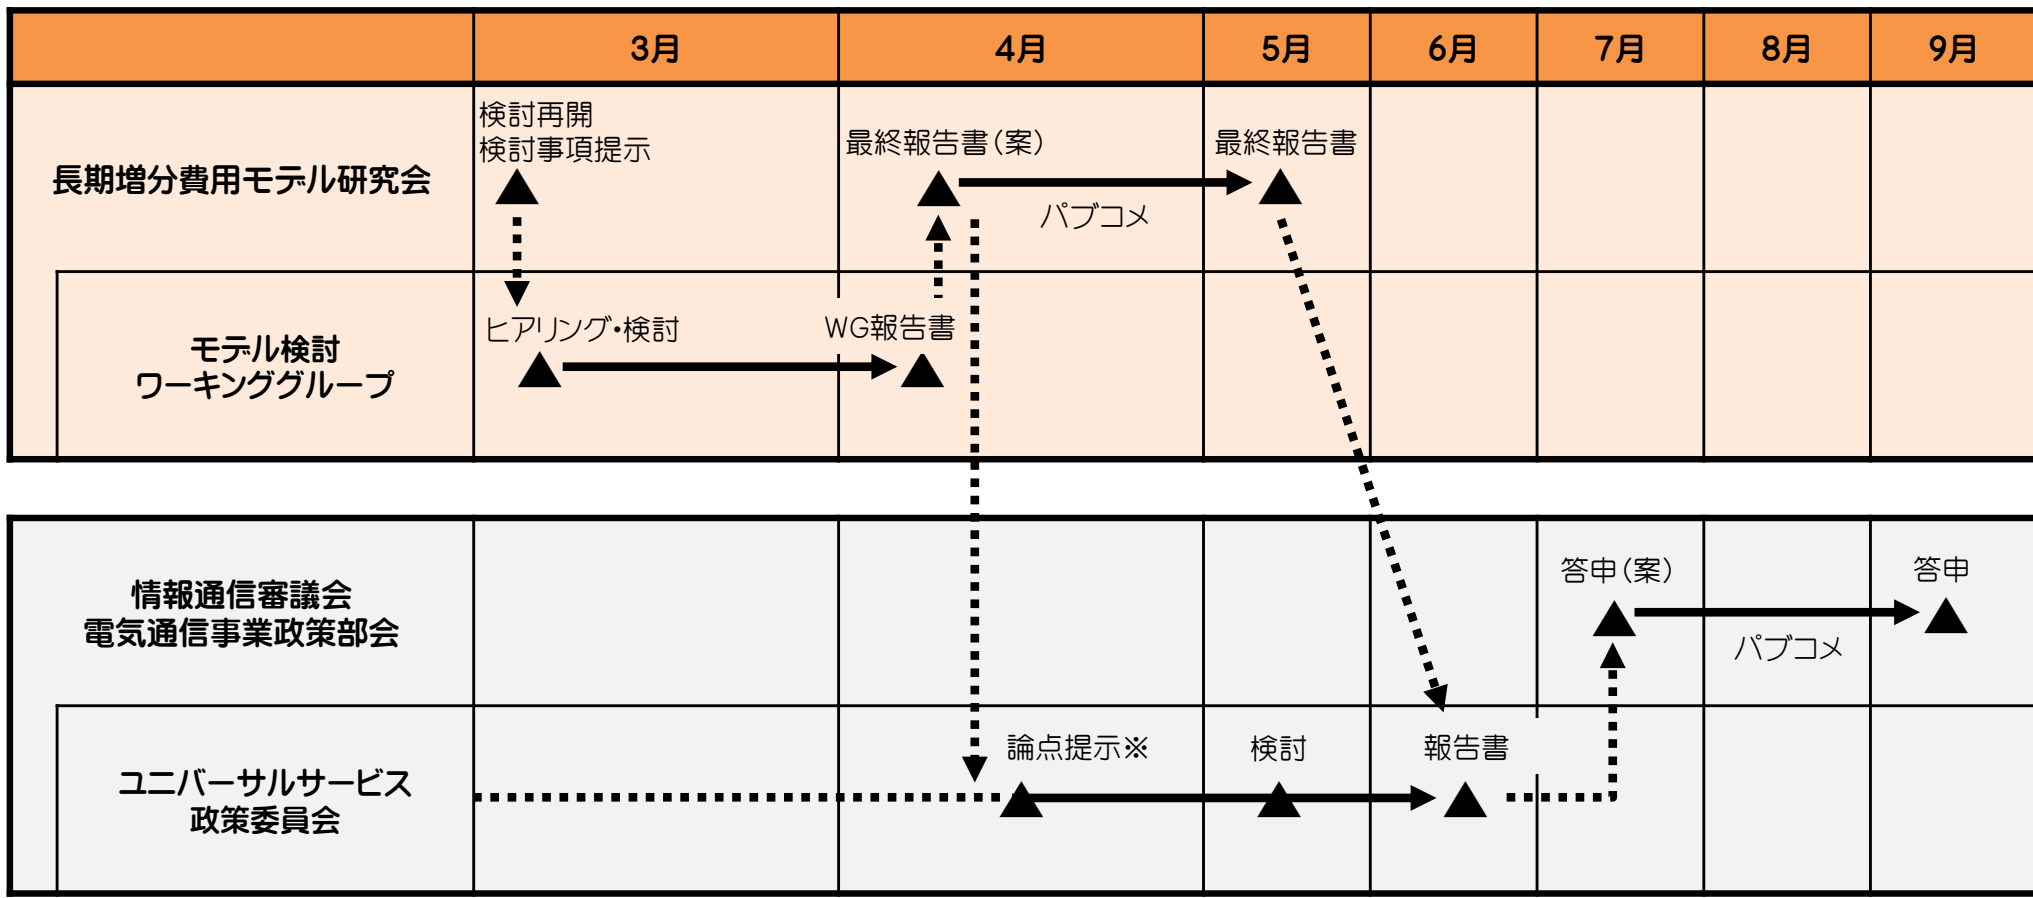 3月
4月
5月
6月
7月
8月
9月
長期増分費用モデル研究会
検討再開
検討事項提示
最終報告書（案）
パブコメ
最終報告書
モデル検討
ワーキンググループ
ヒアリング・検討
WG報告書
情報通信審議会
電気通信事業政策部会
答申（案）
パブコメ
答申
ユニバーサルサービス
政策委員会
論点提示※
検討
報告書